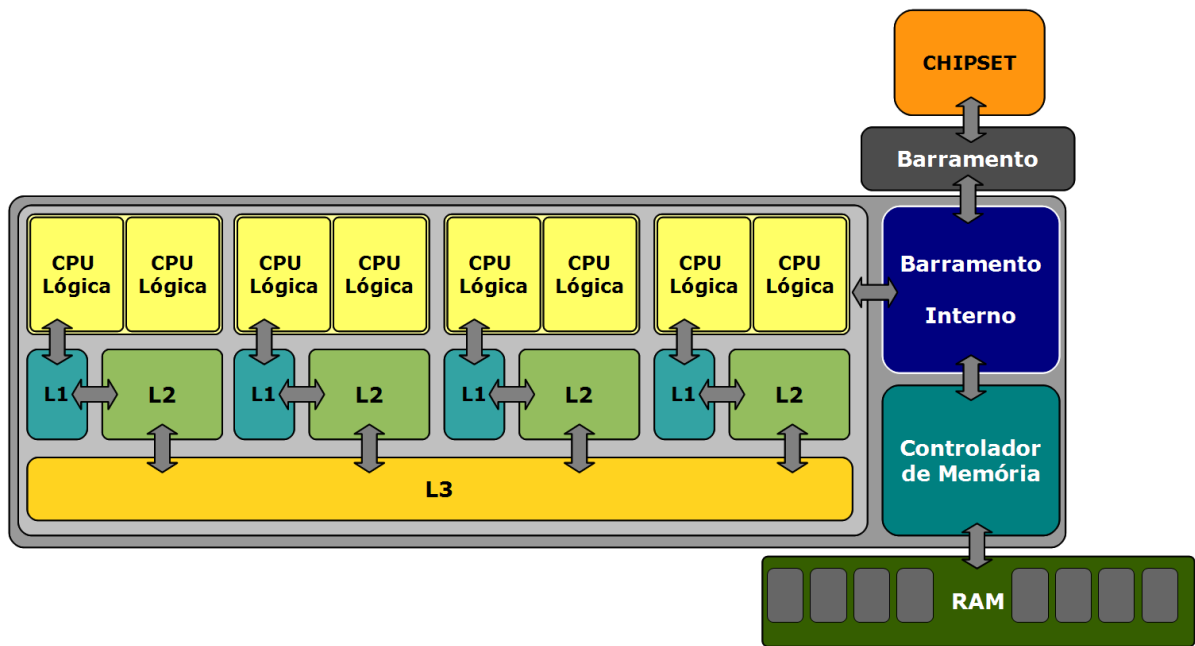 CHIPSET
Barramento
CPU
Lógica
CPU
Lógica
CPU
Lógica
CPU
Lógica
CPU
Lógica
CPU
Lógica
CPU
Lógica
CPU
Lógica
Barramento
Interno
L1
L2
L1
L2
L1
L2
L1
L2
Controlador
de Memória
L3
RAM